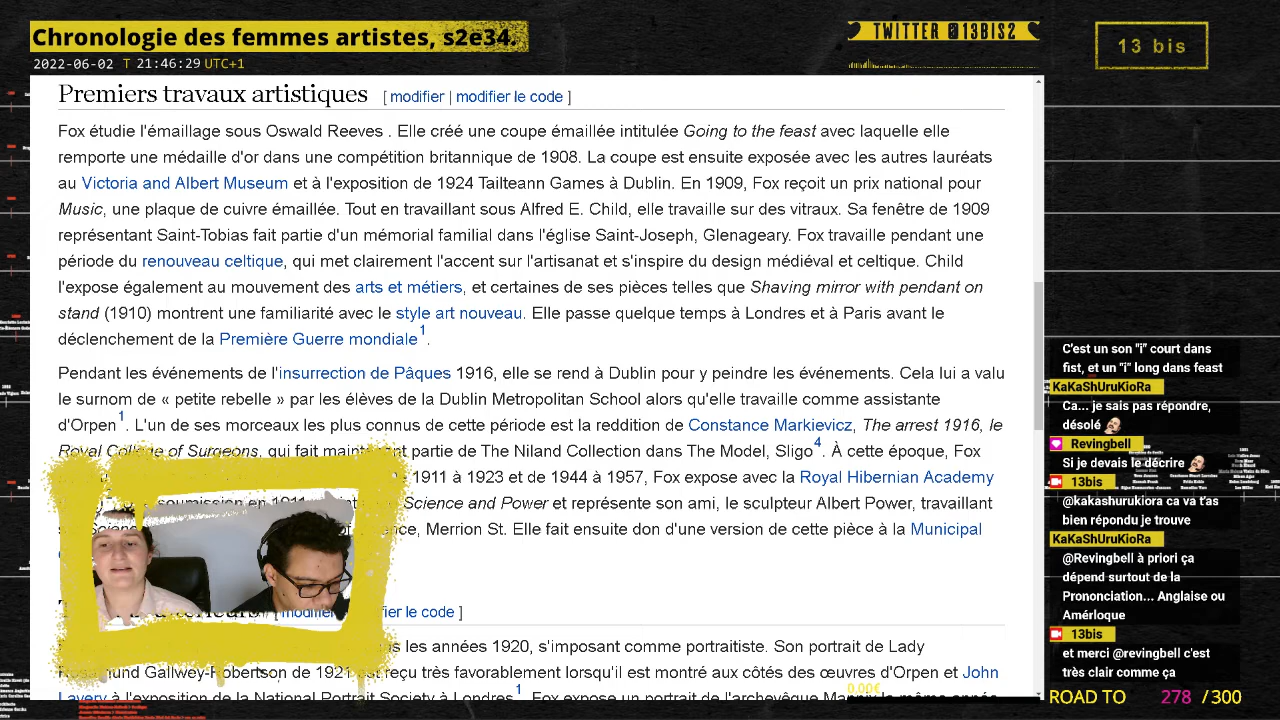 Chronologie des femmes artistes, s2e34.
2022-06-02 T 21:46:29 UTC+1
TWITTER @13BIS2
13 bis
Premiers travaux artistiques [ modifier | modifier le code ]
Fox étudie l'émaillage sous Oswald Reeves . Elle créé une coupe émaillée intitulée Going to the feast avec laquelle elle
remporte une médaille d'or dans une compétition britannique de 1908. La coupe est ensuite exposée avec les autres lauréats
au Victoria and Albert Museum et à l'exposition de 1924 Tailteann Games à Dublin. En 1909, Fox reçoit un prix national pour
Music, une plaque de cuivre émaillée. Tout en travaillant sous Alfred E. Child, elle travaille sur des vitraux. Sa fenêtre de 1909
représentant Saint-Tobias fait partie d'un mémorial familial dans l'église Saint-Joseph, Glenageary. Fox travaille pendant une
période du renouveau celtique, qui met clairement l'accent sur l'artisanat et s'inspire du design médiéval et celtique. Child
l'expose également au mouvement des arts et métiers, et certaines de ses pièces telles que Shaving mirror with pendant on
stand (1910) montrent une familiarité avec le style art nouveau. Elle passe quelque temps à Londres et à Paris avant le
déclenchement de la Première Guerre mondiale1.
Pendant les événements de l'insurrection de Pâques 1916, elle se rend à Dublin pour y peindre les événements. Cela lui a valu
le surnom de « petite rebelle » par les élèves de la Dublin Metropolitan School alors qu'elle travaille comme assistante
d'Orpen1. L'un de ses morceaux les plus connus de cette période est la reddition de Constance Markievicz, The arrest 1916, le
Royal College of Surgeons, qui fait partie de The Niland Collection dans The Model, Sligo4. À cette époque, Fox
1911 à 1923 et de 1944 à 1957, Fox expose avec la Royal Hibernian Academy
en 1911 Science and Power et représente son ami, le sculpteur Albert Power, travaillant
Merrion St. Elle fait ensuite don d'une version de cette pièce à la Municipal
[ modifier le code ]
les années 1920, s'imposant comme portraitiste. Son portrait de Lady
Gallwey-Robertson, de 1921, reçu très favorablement lorsqu'il est montré aux côtés des œuvres d'Orpen et John
Lavery à l'exposition de la National Portrait Society à Londres1. Fox expose
0,00€
C'est un son "i" court dans
fist, et un "i" long dans feast
KaKaShUruKioRa
Ca... je sais pas répondre,
désolé
Revingbell
Si je devais le décrire
13bis
@kakashurukiora ca va t'as
bien répondu je trouve
KaKaShUruKioRa
@Revingbell à priori ça
dépend surtout de la
Prononciation... Anglaise ou
Amérloque
13bis
et merci @revingbell c'est
très clair comme ça
ROAD TO 278 / 300